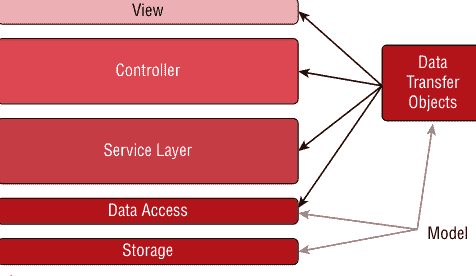 View
Controller
Data
Transfer
Objects
Service Layer
Data Access
Model
Storage